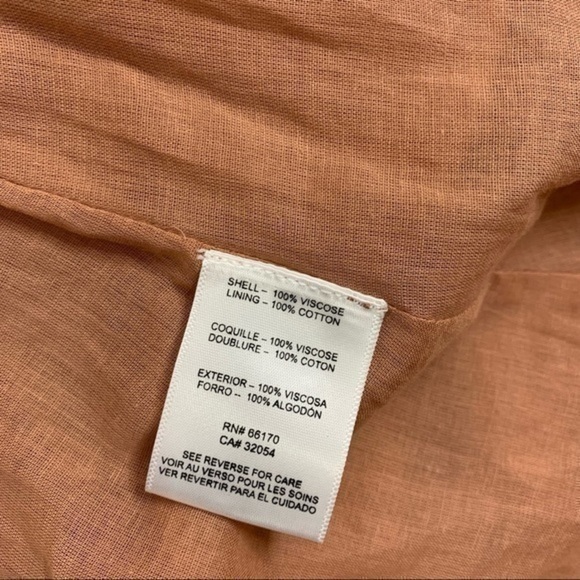 SHELL – 100% VISCOSE
LINING – 100% COTTON
COQUILLE – 100% VISCOSE
DOUBLURE – 100% COTON
EXTERIOR – 100% VISCOSA
FORRO – 100% ALGODÓN
RN# 66170
CA# 32054
SEE REVERSE FOR CARE
VOIR AU VERSO POUR LES SOINS
VER REVERTIR PARA EL CUIDADO